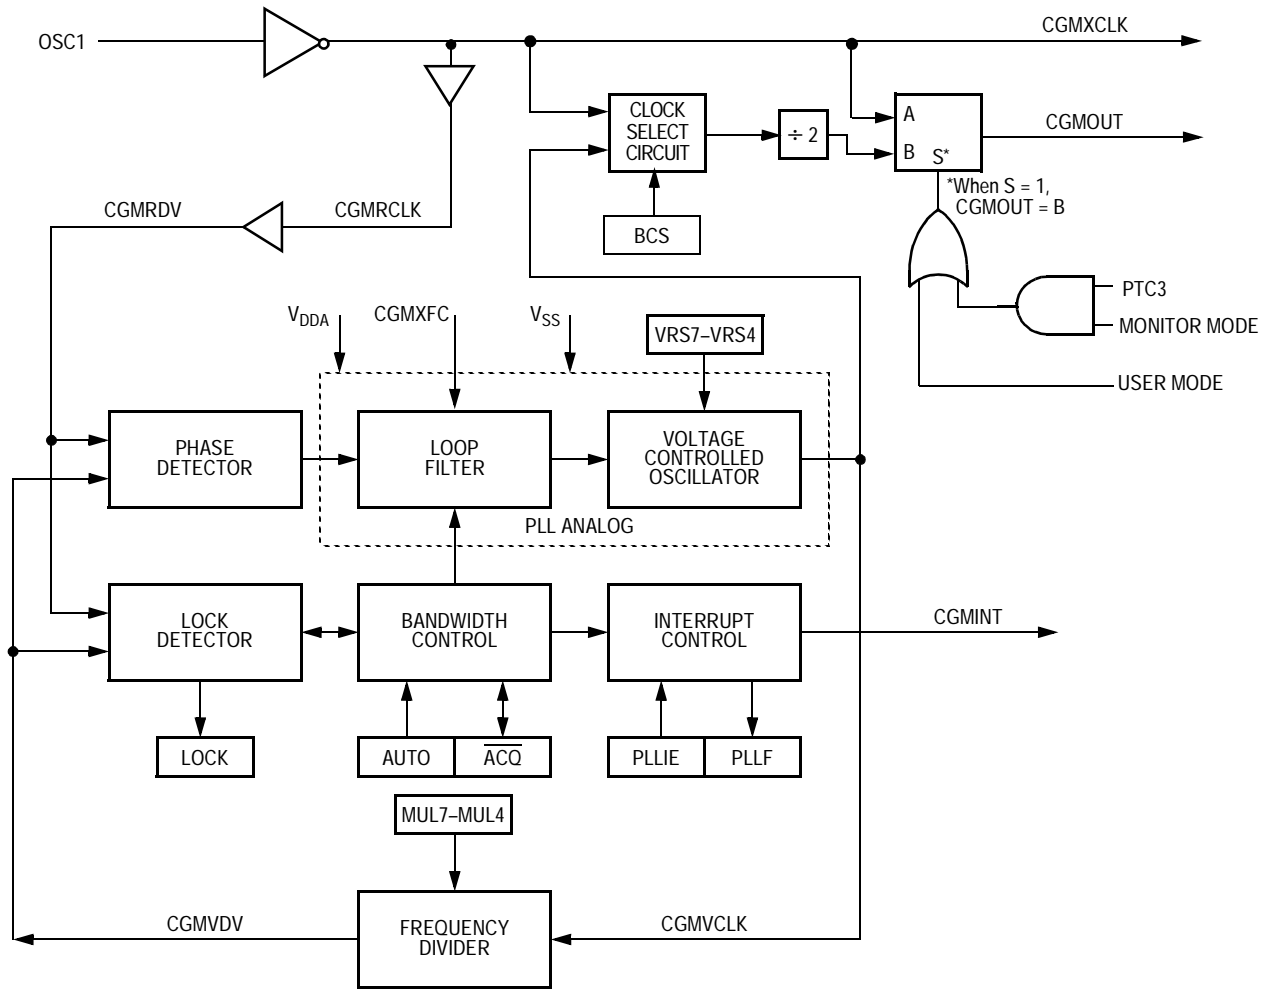 OSC1
CGMXCLK
CLOCK
SELECT
CIRCUIT
÷ 2
A
B
S*
CGMOUT
*When S = 1,
CGMOUT = B
BCS
CGMRDV
CGMRCLK
PTC3
MONITOR MODE
USER MODE
VDDA
CGMXFC
VSS
VRS7–VRS4
PHASE
DETECTOR
LOOP
FILTER
VOLTAGE
CONTROLLED
OSCILLATOR
PLL ANALOG
LOCK
DETECTOR
BANDWIDTH
CONTROL
INTERRUPT
CONTROL
CGMINT
LOCK
AUTO
ACQ
PLLIE
PLLF
MUL7–MUL4
CGMVDV
FREQUENCY
DIVIDER
CGMVCLK